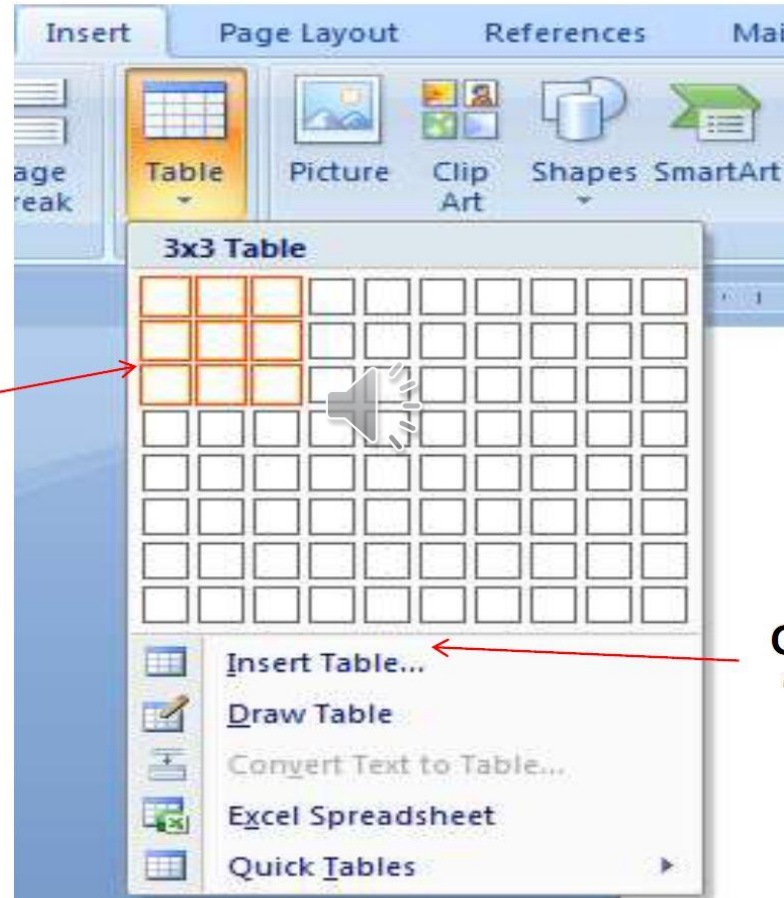 Insert Page Layout References Mai
age
reak
Table
Picture
Clip
Art
Shapes
SmartArt
3x3 Table
Insert Table...
Draw Table
Convert Text to Table...
Excel Spreadsheet
Quick Tables